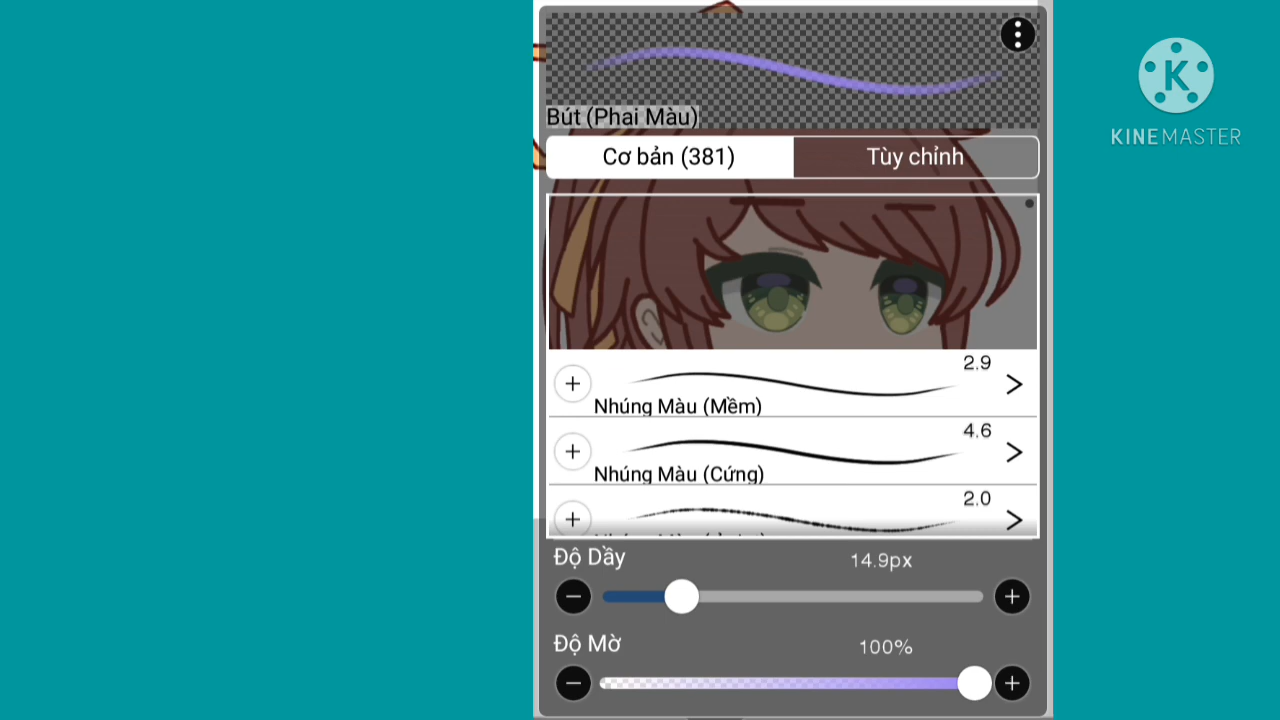 Bút (Phai Màu)
Cơ bản (381)
Tùy chỉnh
KINEMASTER
2.9
Nhúng Màu (Mềm)
4.6
Nhúng Màu (Cứng)
2.0
Độ Dầy
14.9px
Độ Mờ
100%